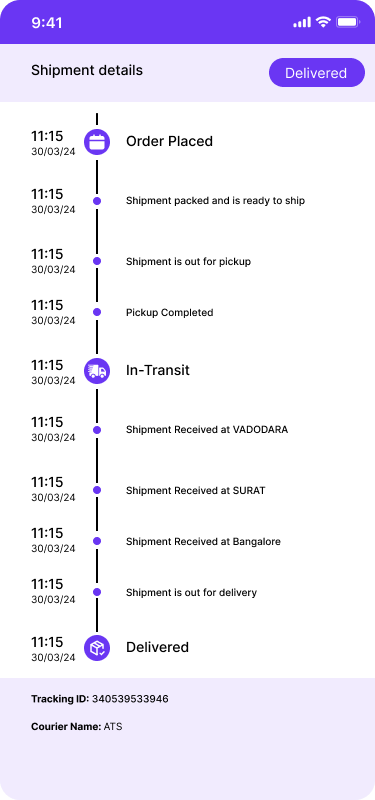 9:41
Shipment details
Delivered
11:15
30/03/24
Order Placed
11:15
30/03/24
Shipment packed and is ready to ship
11:15
30/03/24
Shipment is out for pickup
11:15
30/03/24
Pickup Completed
11:15
30/03/24
In-Transit
11:15
30/03/24
Shipment Received at VADODARA
11:15
30/03/24
Shipment Received at SURAT
11:15
30/03/24
Shipment Received at Bangalore
11:15
30/03/24
Shipment is out for delivery
11:15
30/03/24
Delivered
Tracking ID: 340539533946
Courier Name: ATS